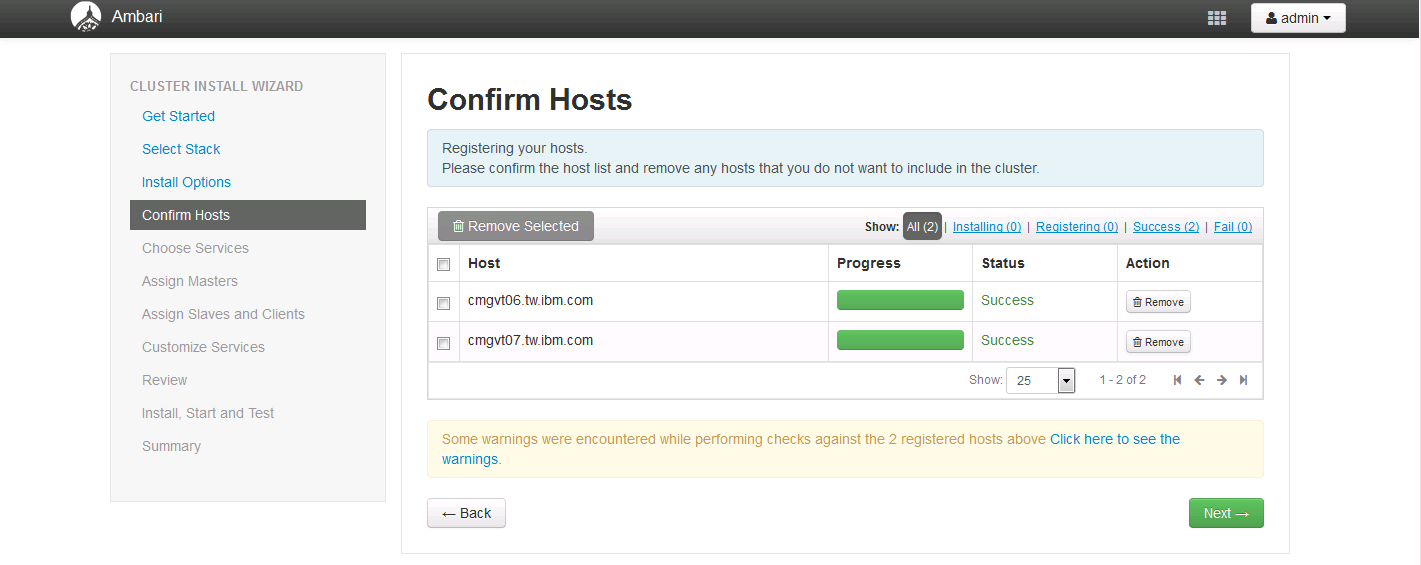 Ambari
admin
CLUSTER INSTALL WIZARD
Get Started
Select Stack
Install Options
Confirm Hosts
Choose Services
Assign Masters
Assign Slaves and Clients
Customize Services
Review
Install, Start and Test
Summary
Confirm Hosts
Registering your hosts.
Please confirm the host list and remove any hosts that you do not want to include in the cluster.
Remove Selected
Show: All (2) | Installing (0) | Registering (0) | Success (2) | Fail (0)
Host Progress Status Action
cmgvt06.tw.ibm.com Success Remove
cmgvt07.tw.ibm.com Success Remove
Show: 25 1 - 2 of 2
Some warnings were encountered while performing checks against the 2 registered hosts above Click here to see the
warnings.
← Back
Next →